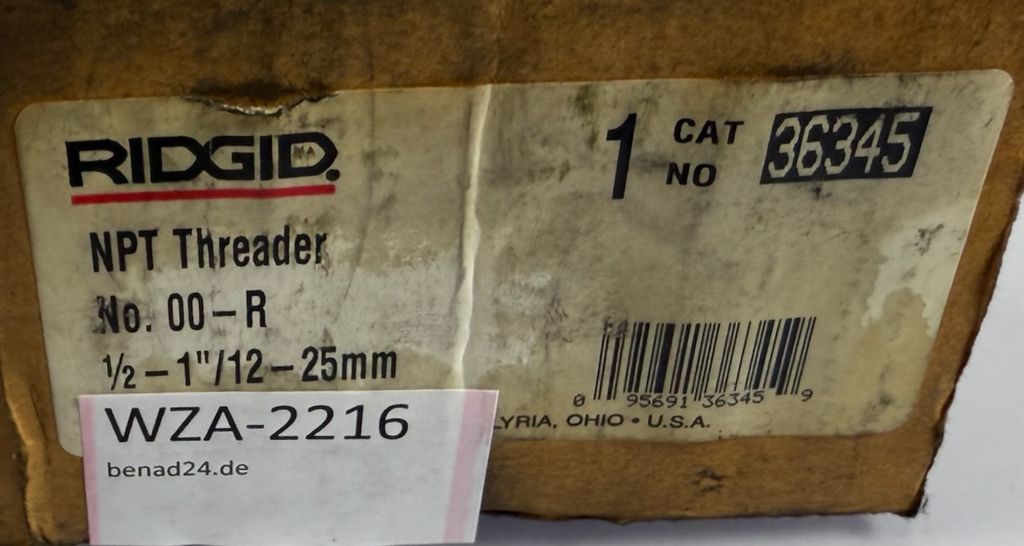 RIDGID.
1 CAT NO 36345
NPT Threader
No. 00-R
½-1"/12-25mm
0 95691 36345 9
LYRIA, OHIO • U.S.A.
WZA-2216
benad24.de